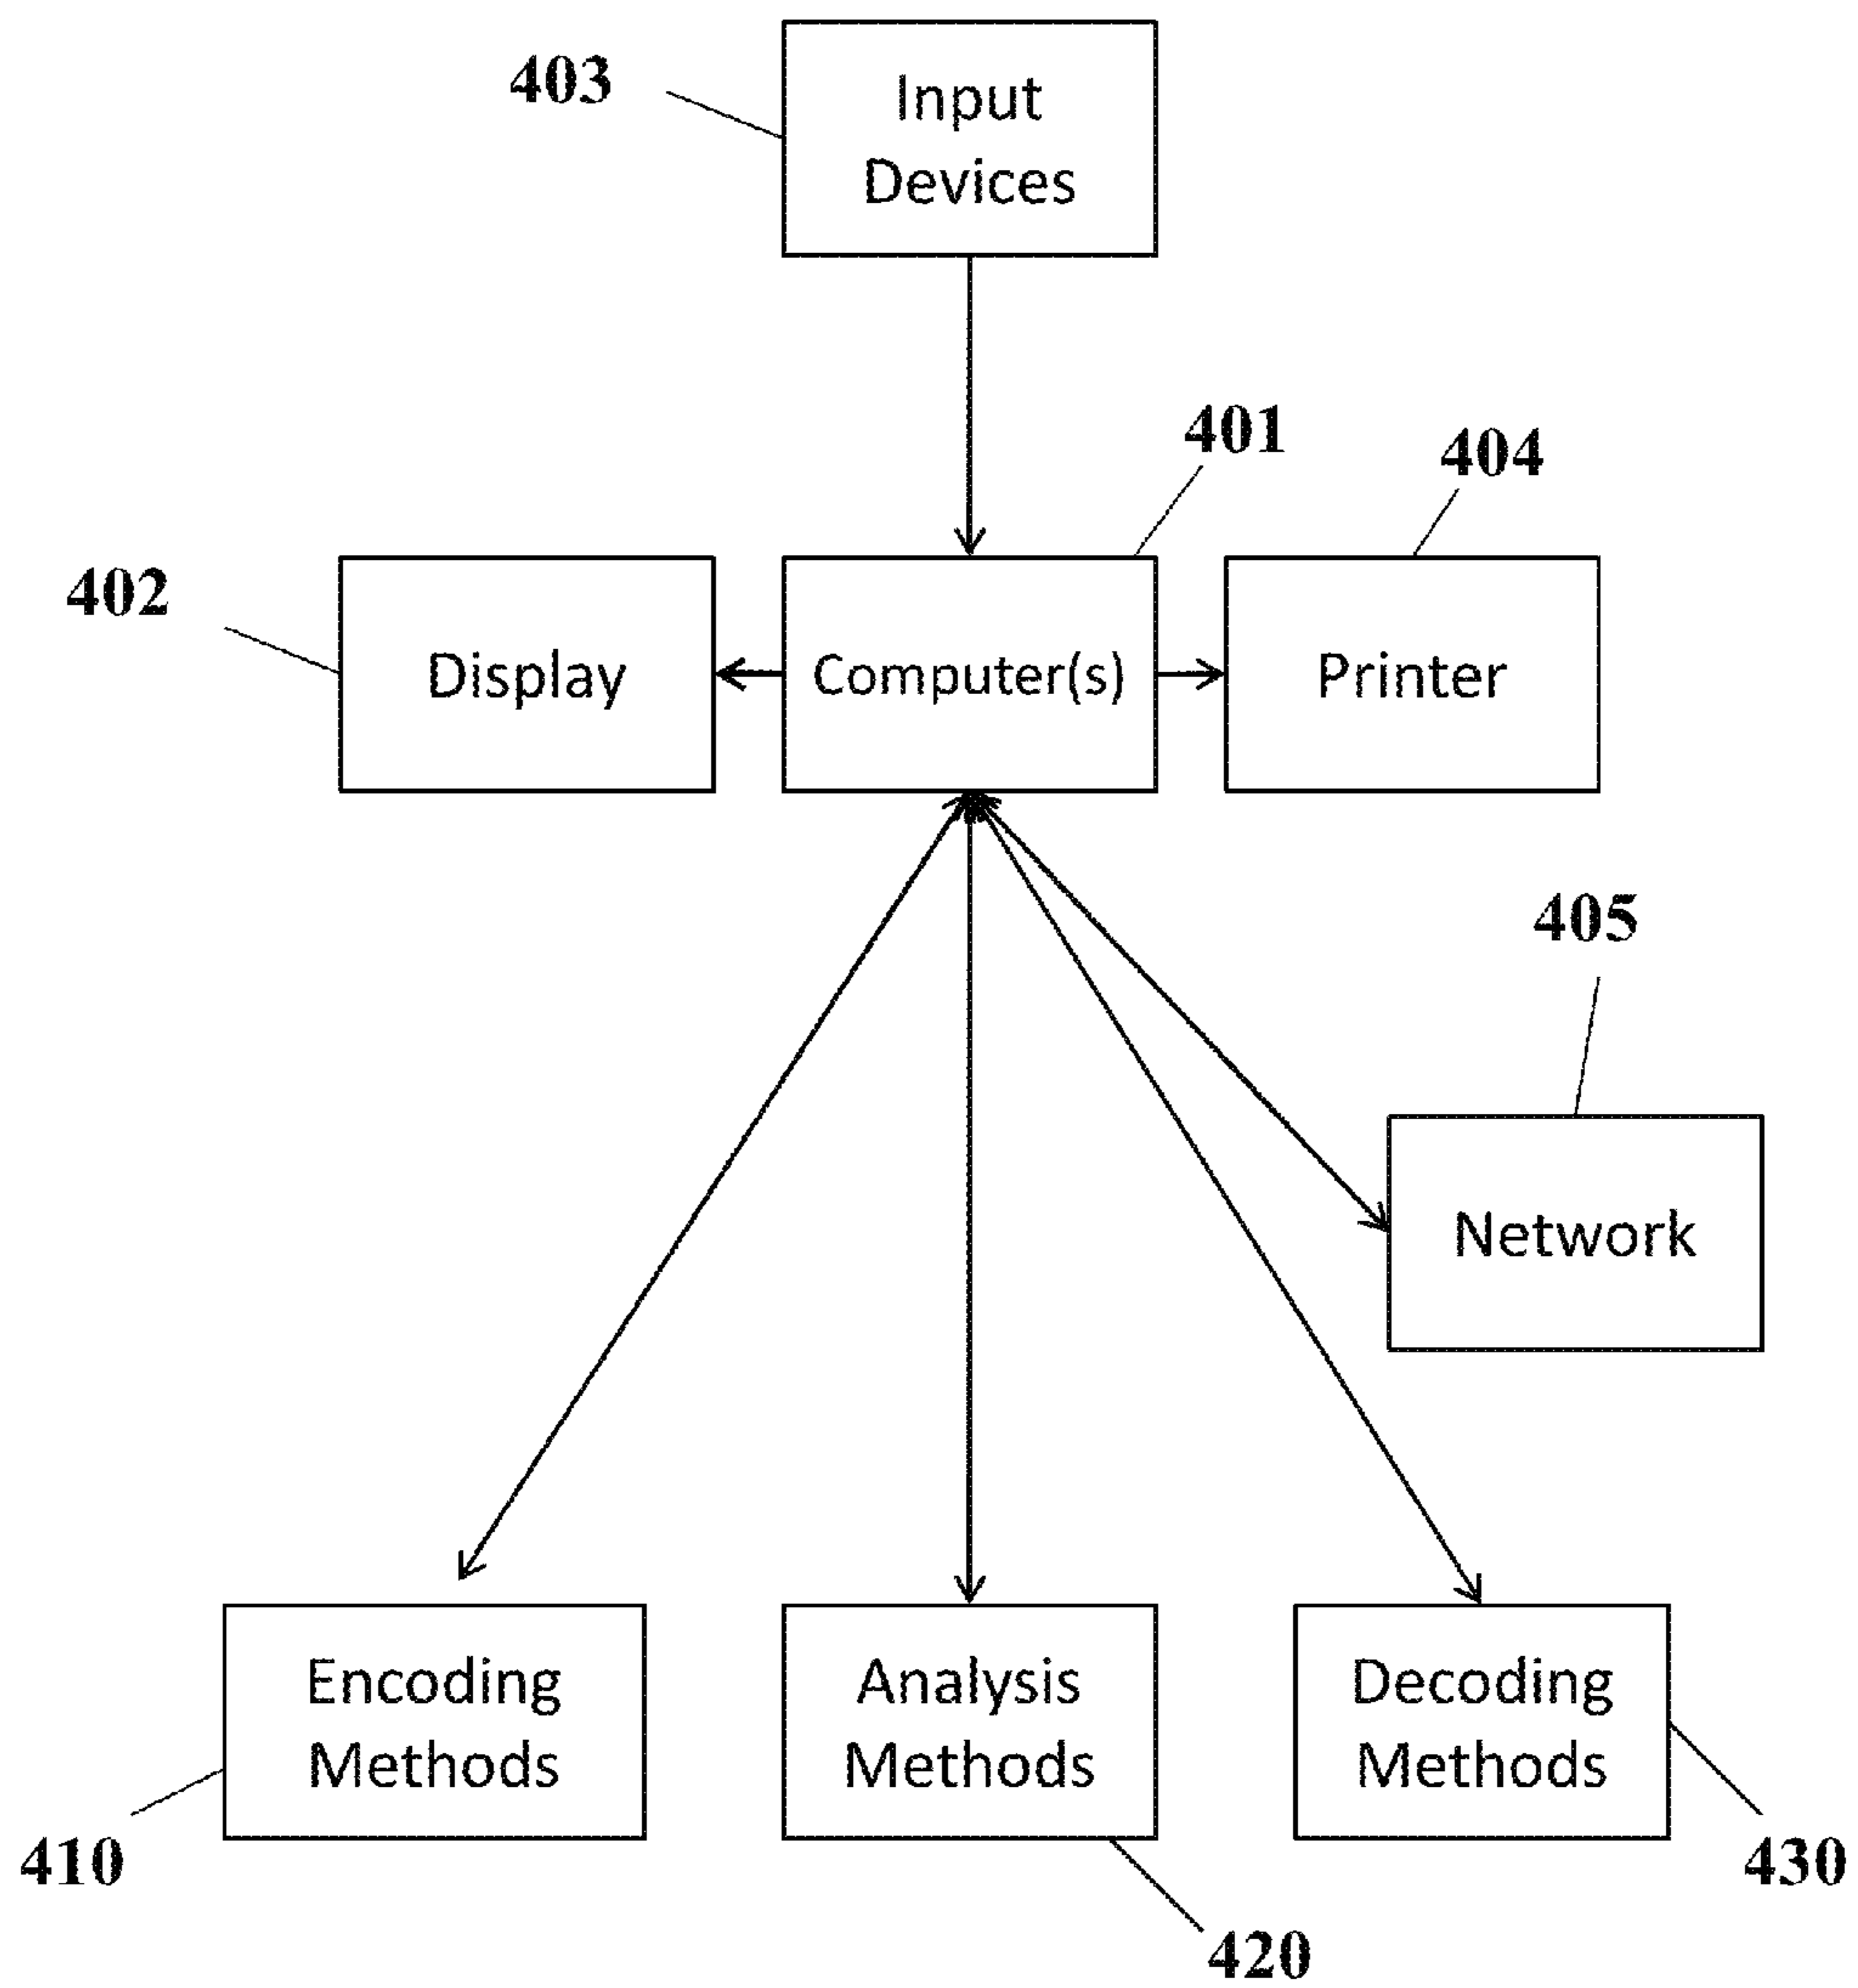 403
Input
Devices
401
404
402
Display
Computer(s)
Printer
405
Network
Encoding
Methods
Analysis
Methods
Decoding
Methods
410
430
420